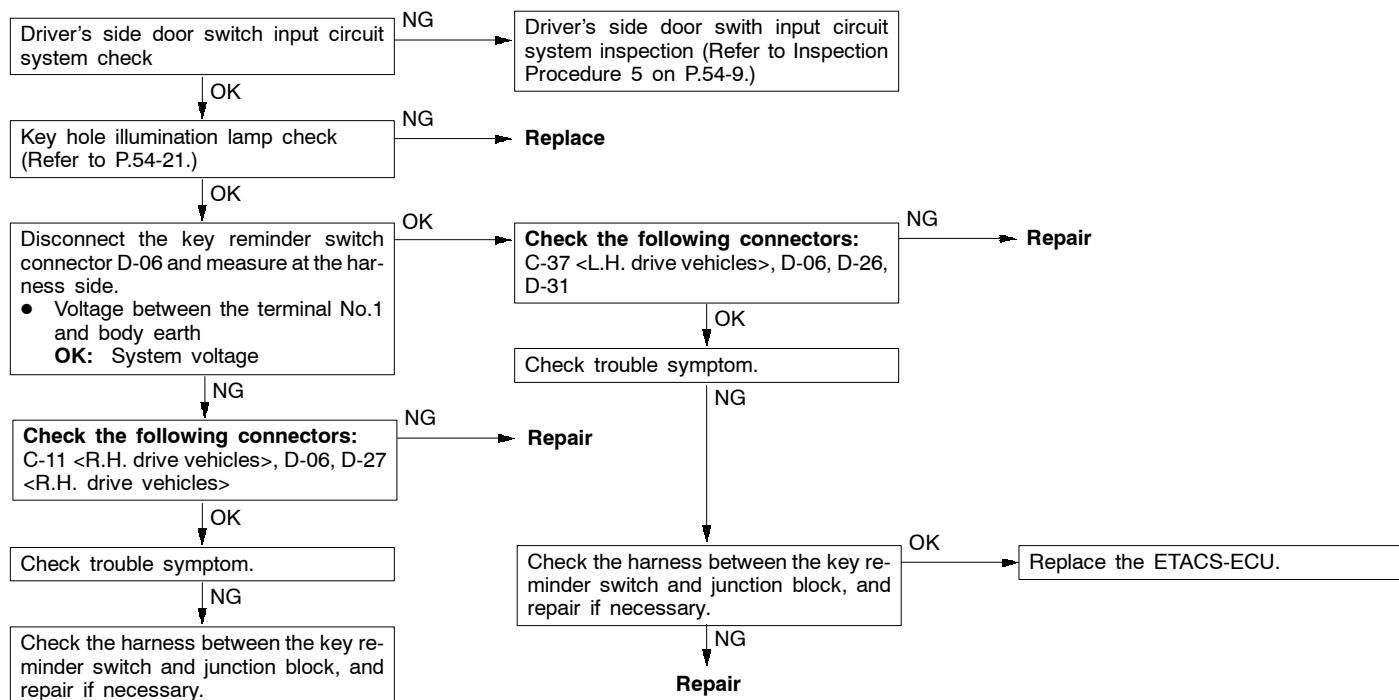 Driver's side door switch input circuit
system check
NG
Driver's side door swith input circuit
system inspection (Refer to Inspection
Procedure 5 on P.54-9.)
OK
Key hole illumination lamp check
(Refer to P.54-21.)
NG
Replace
OK
Disconnect the key reminder switch
connector D-06 and measure at the har-
ness side.
● Voltage between the terminal No.1
and body earth
OK: System voltage
OK
Check the following connectors:
C-37 <L.H. drive vehicles>, D-06, D-26,
D-31
NG
Repair
OK
Check trouble symptom.
NG
NG
Check the following connectors:
C-11 <R.H. drive vehicles>, D-06, D-27
<R.H. drive vehicles>
NG
Repair
OK
Check trouble symptom.
NG
Check the harness between the key re-
minder switch and junction block, and
repair if necessary.
Check the harness between the key re-
minder switch and junction block, and
repair if necessary.
OK
Replace the ETACS-ECU.
NG
Repair